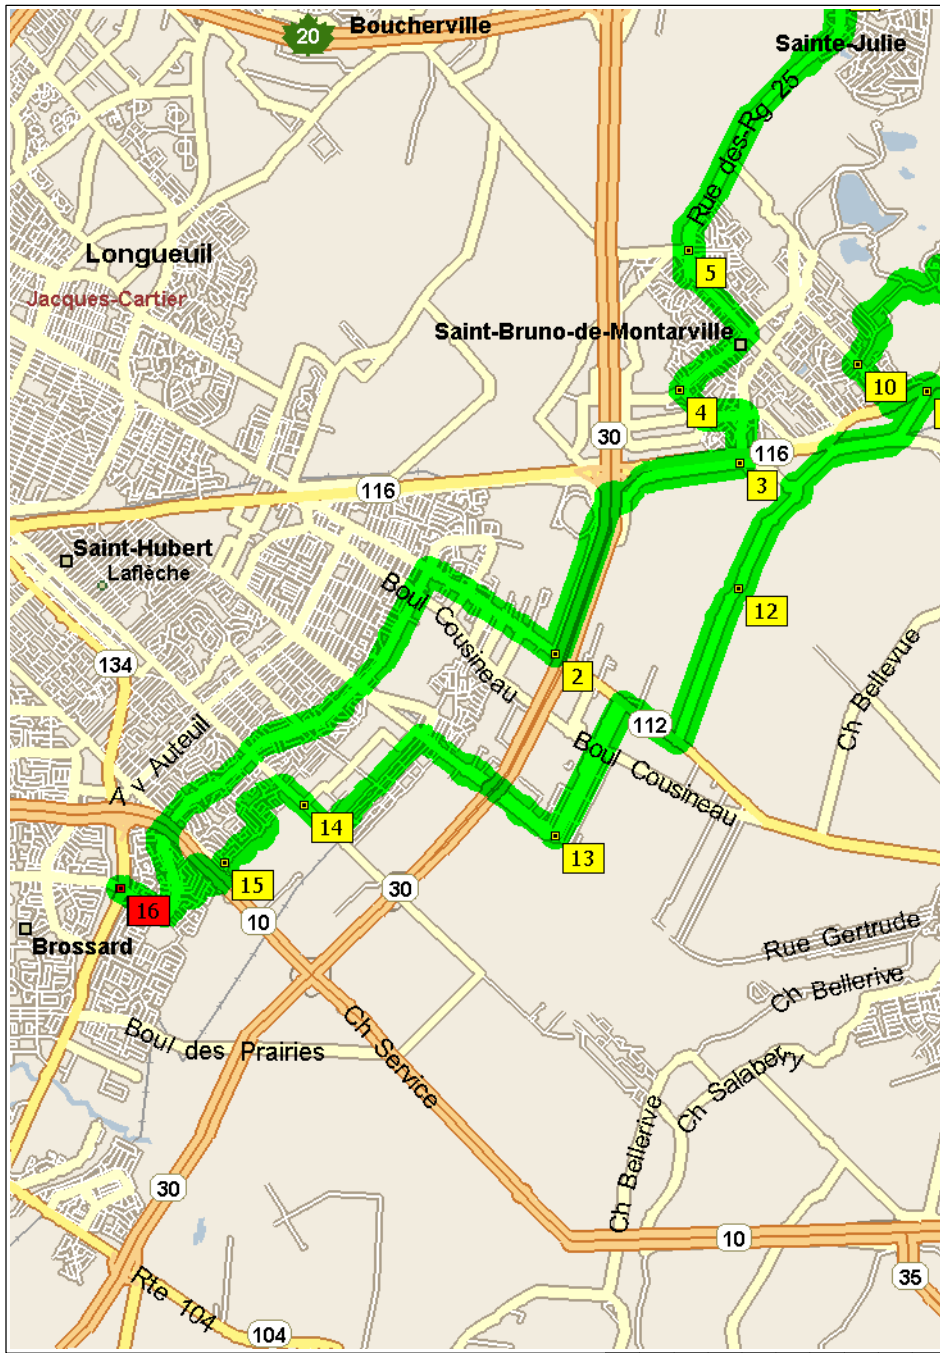 20
Boucherville
Sainte-Julie
Rue des-Rg 25
Longueuil
Jacques-Cartier
5
Saint-Bruno-de-Montarville
10
4
30
116
3
116
Saint-Hubert
Laflèche
Boul Cousineau
12
134
2
Ch Bellevue
112
Av Auteuil
Boul Cousineau
14
13
15
30
16
10
Brossard
Rue Gertrude
Ch Bellerive
Ch Service
Boul des Prairies
Ch Salaberry
Ch Bellerive
30
10
35
Rte 104
104